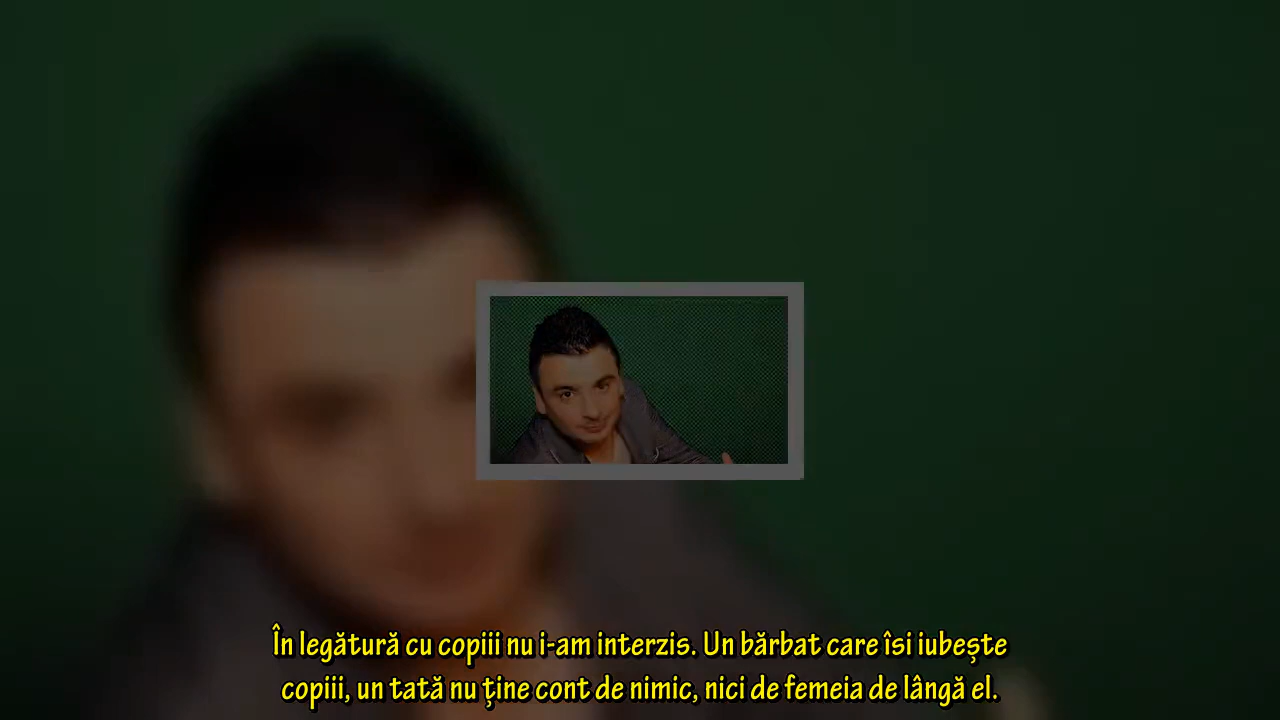 În legătură cu copiii nu i-am interzis. Un bărbat care îsi iubește
copiii, un tată nu ține cont de nimic, nici de femeia de lângă el.